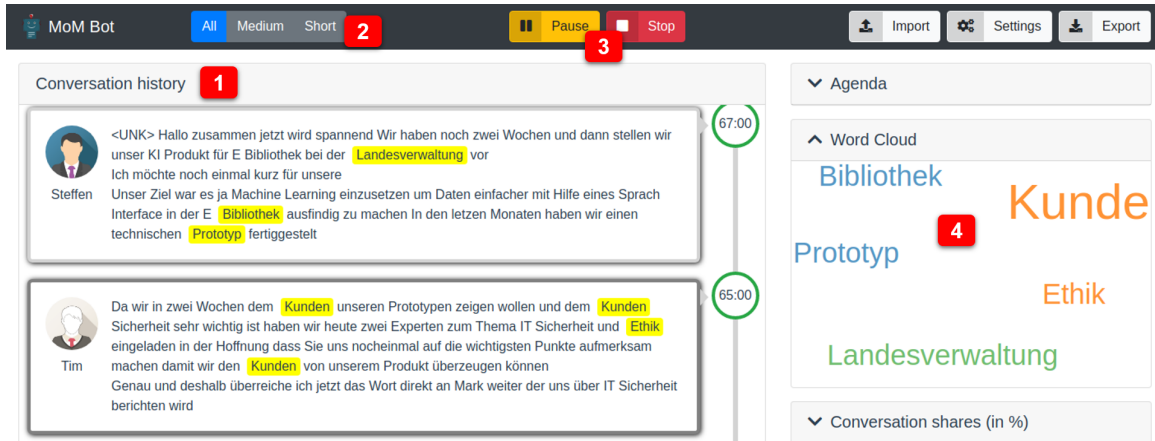 MoM Bot
All Medium Short 2
Pause Stop
3
Import Settings Export
Conversation history 1
67:00
<UNK> Hallo zusammen jetzt wird spannend Wir haben noch zwei Wochen und dann stellen wir
unser KI Produkt für E Bibliothek bei der Landesverwaltung vor
Ich möchte noch einmal kurz für unsere
Steffen
Unser Ziel war es ja Machine Learning einzusetzen um Daten einfacher mit Hilfe eines Sprach
Interface in der E Bibliothek ausfindig zu machen In den letzen Monaten haben wir einen
technischen Prototyp fertiggestelt
65:00
Da wir in zwei Wochen dem Kunden unseren Prototypen zeigen wollen und dem Kunden
Sicherheit sehr wichtig ist haben wir heute zwei Experten zum Thema IT Sicherheit und Ethik
eingeladen in der Hoffnung dass Sie uns nocheinmal auf die wichtigsten Punkte aufmerksam
Tim
machen damit wir den Kunden von unserem Produkt überzeugen können
Genau und deshalb überreiche ich jetzt das Wort direkt an Mark weiter der uns über IT Sicherheit
berichten wird
Agenda
Word Cloud
Bibliothek
Kunde
4
Prototyp
Ethik
Landesverwaltung
Conversation shares (in %)